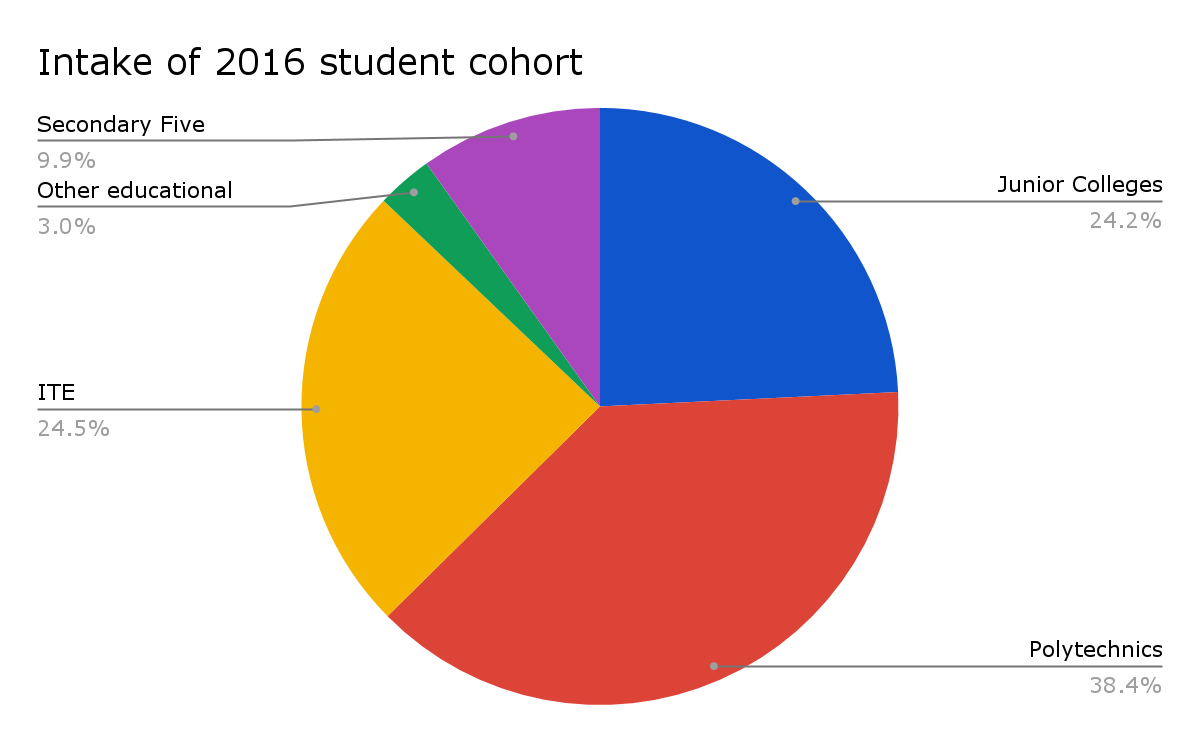 Intake of 2016 student cohort
Secondary Five
9.9%
Other educational
3.0%
ITE
24.5%
Junior Colleges
24.2%
Polytechnics
38.4%